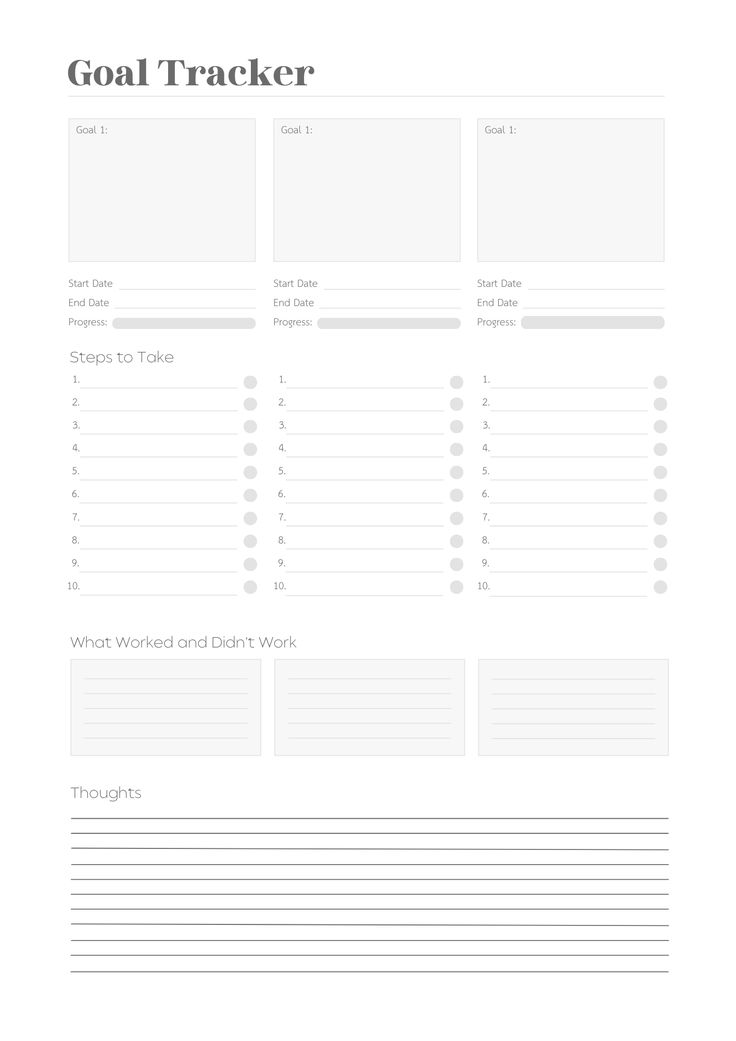 Goal Tracker
Goal 1: Goal 1: Goal 1:
Start Date Start Date Start Date
End Date End Date End Date
Progress: Progress: Progress:
Steps to Take
1. 1. 1.
2. 2. 2.
3. 3. 3.
4. 4. 4.
5. 5. 5.
6. 6. 6.
7. 7. 7.
8. 8. 8.
9. 9. 9.
10. 10. 10.
What Worked and Didn't Work
Thoughts